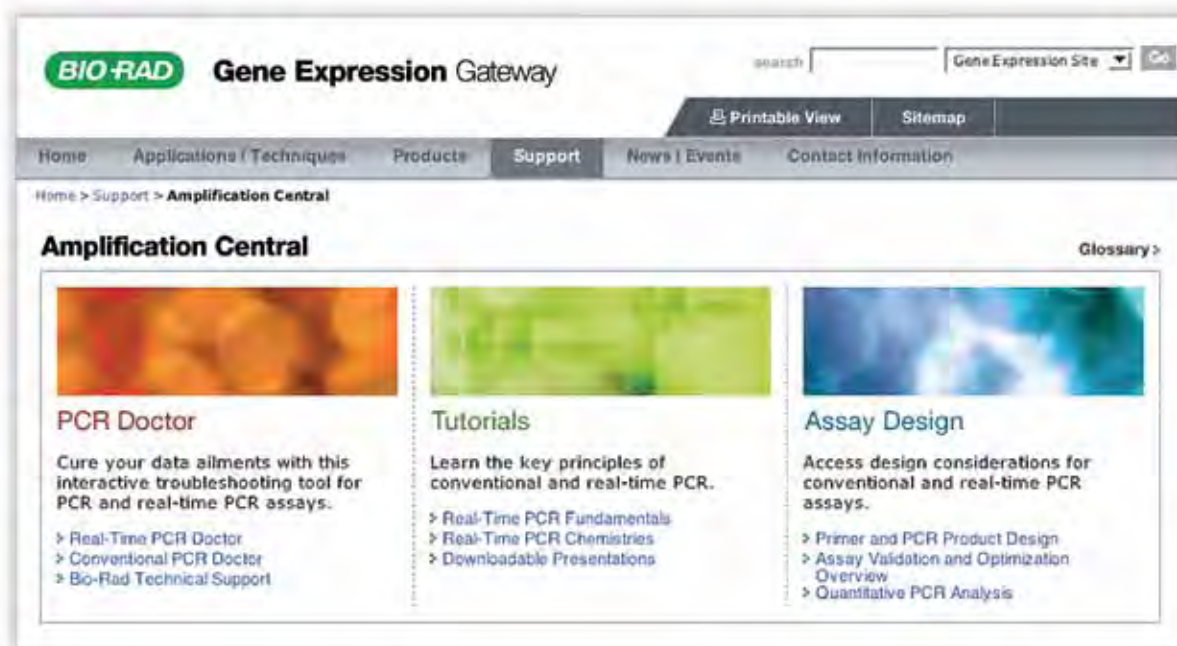 BIO-RAD Gene Expression Gateway
search Gene Expression Site Go
Printable View Sitemap
Home Applications | Techniques Products Support News | Events Contact Information
Home > Support > Amplification Central
Amplification Central
Glossary >
PCR Doctor
Cure your data ailments with this
interactive troubleshooting tool for
PCR and real-time PCR assays.
> Real-Time PCR Doctor
> Conventional PCR Doctor
> Bio-Rad Technical Support
Tutorials
Learn the key principles of
conventional and real-time PCR.
> Real-Time PCR Fundamentals
> Real-Time PCR Chemistries
> Downloadable Presentations
Assay Design
Access design considerations for
conventional and real-time PCR
assays.
> Primer and PCR Product Design
> Assay Validation and Optimization
Overview
> Quantitative PCR Analysis